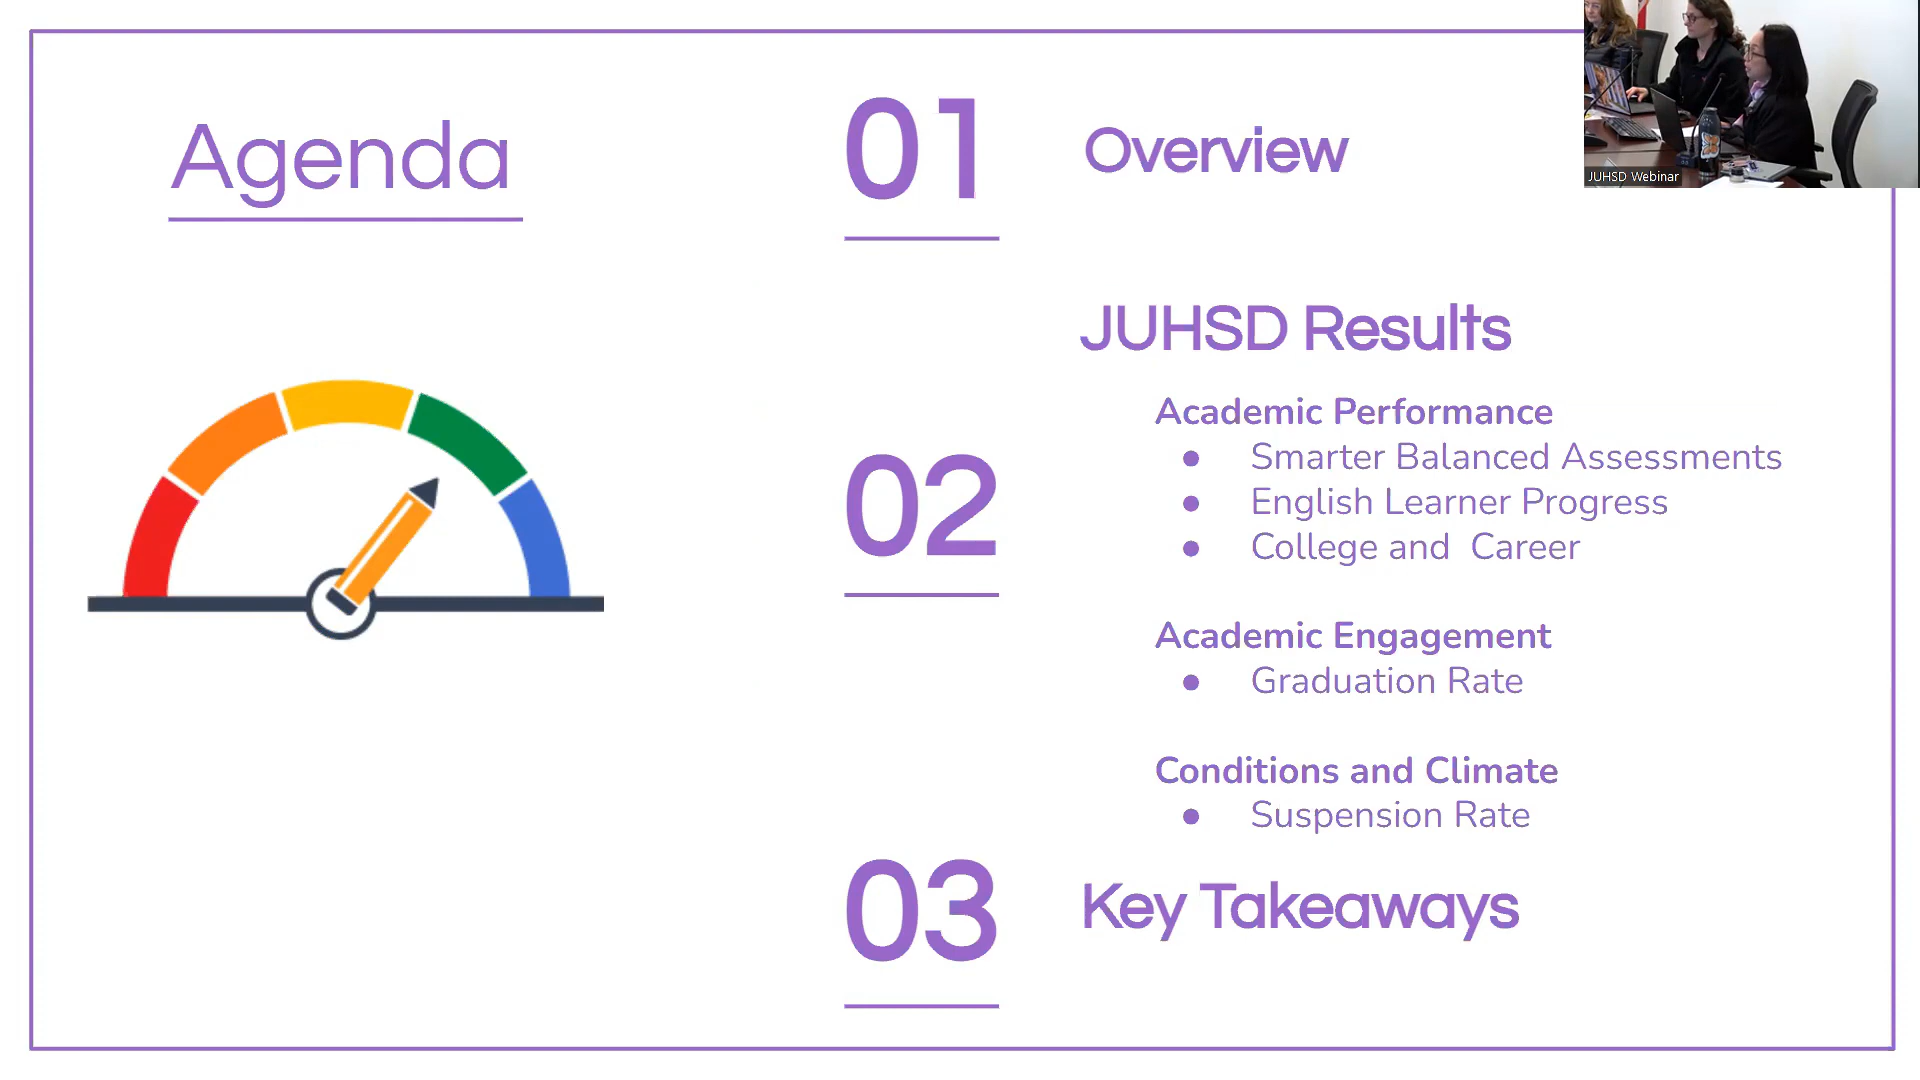 Agenda
01
Overview
JUHSD Webinar
02
JUHSD Results
Academic Performance
● Smarter Balanced Assessments
● English Learner Progress
● College and Career
Academic Engagement
● Graduation Rate
Conditions and Climate
● Suspension Rate
03
Key Takeaways